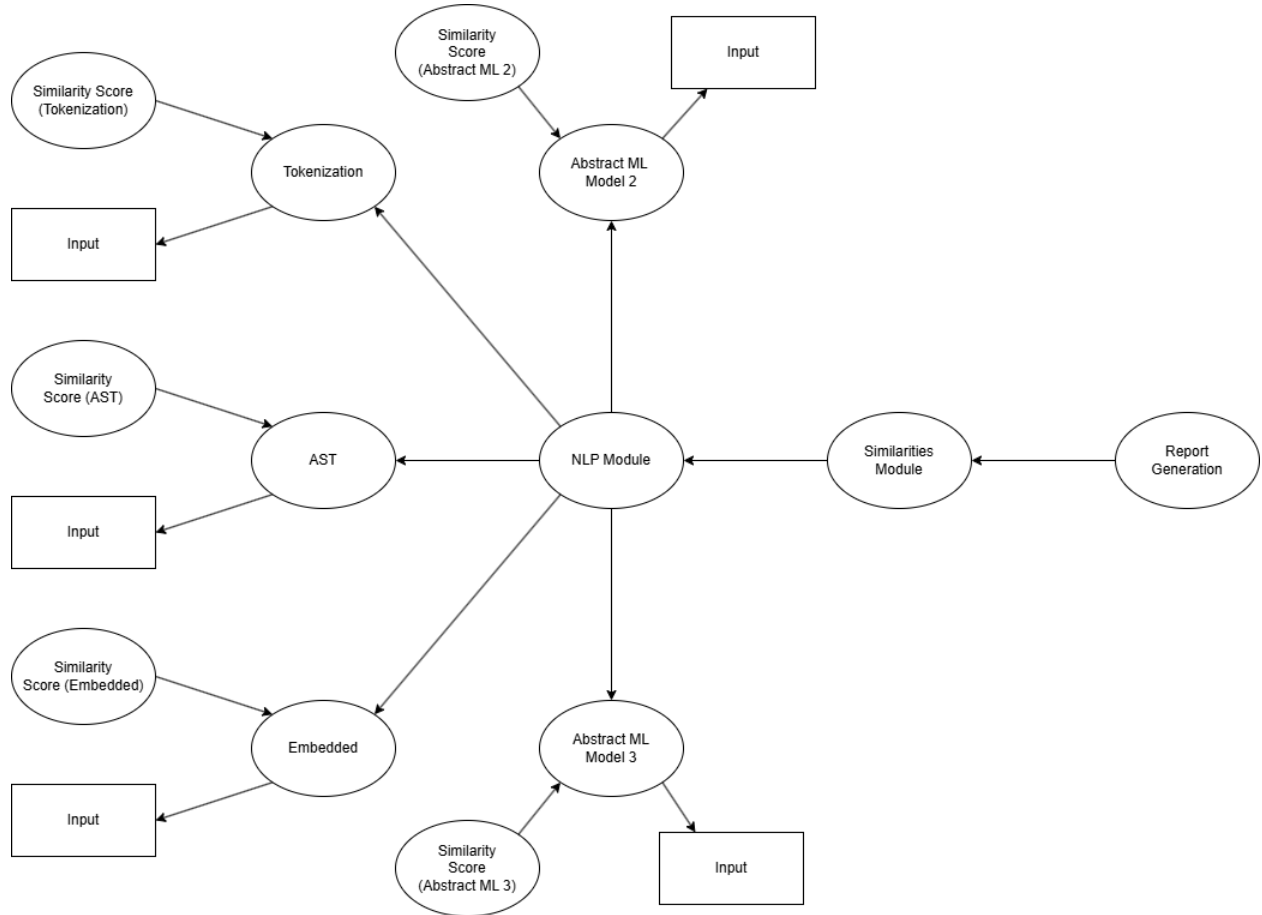 Similarity
Score
(Abstract ML 2)
Input
Similarity Score
(Tokenization)
Tokenization
Abstract ML
Model 2
Input
Similarity
Score (AST)
AST
NLP Module
Similarities
Module
Report
Generation
Input
Similarity
Score (Embedded)
Embedded
Abstract ML
Model 3
Input
Similarity
Score
(Abstract ML 3)
Input